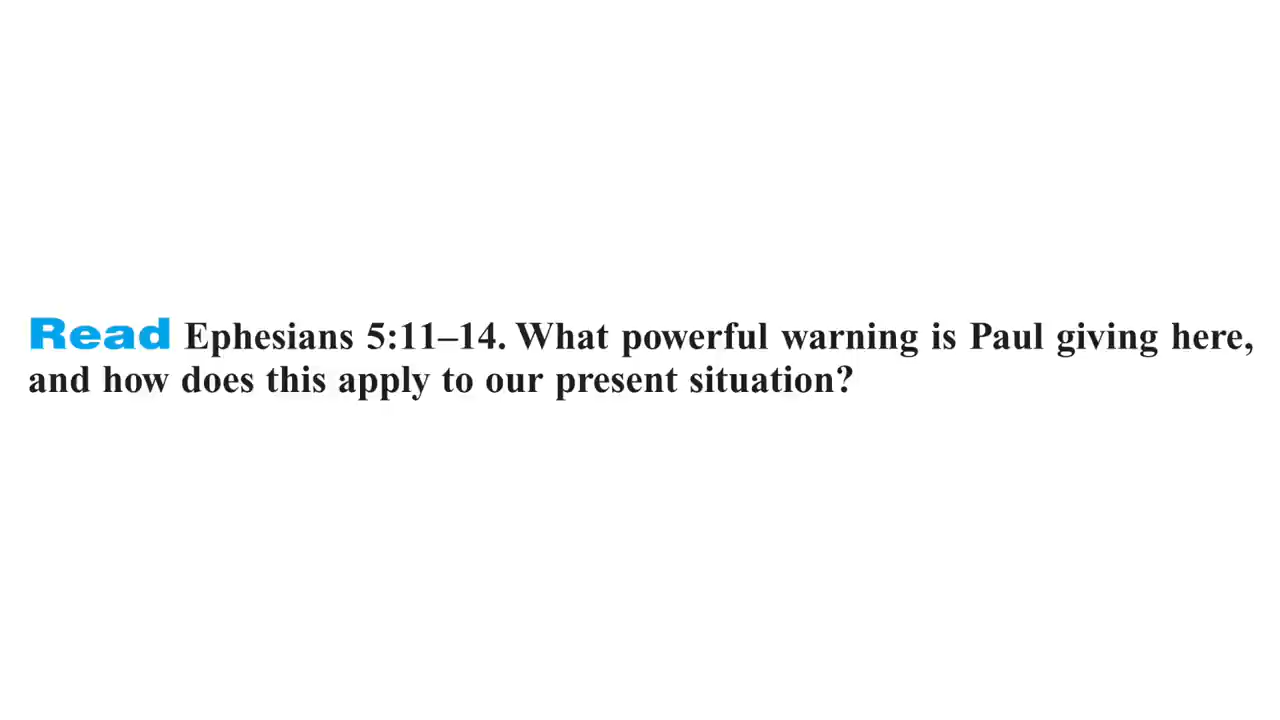 Read Ephesians 5:11–14. What powerful warning is Paul giving here,
and how does this apply to our present situation?